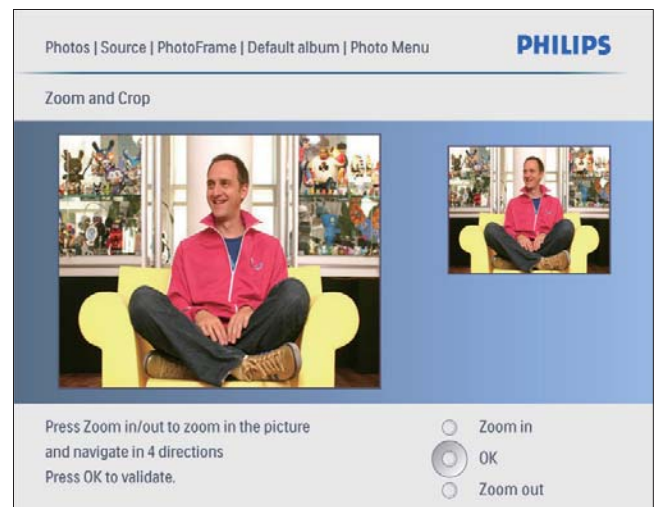 Photos | Source | PhotoFrame | Default album | Photo Menu
PHILIPS
Zoom and Crop
Press Zoom in/out to zoom in the picture
and navigate in 4 directions
Press OK to validate.
Zoom in
OK
Zoom out